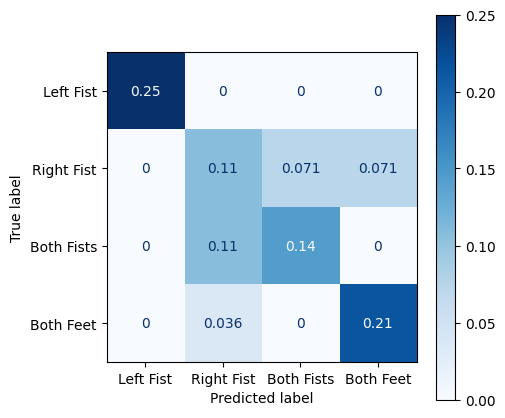 0.25
Left Fist 0.25 0 0 0
0.20
Right Fist 0 0.11 0.071 0.071
0.15
True label
0.10
Both Fists 0 0.11 0.14 0
0.05
Both Feet 0 0.036 0 0.21
0.00
Left Fist Right Fist Both Fists Both Feet
Predicted label